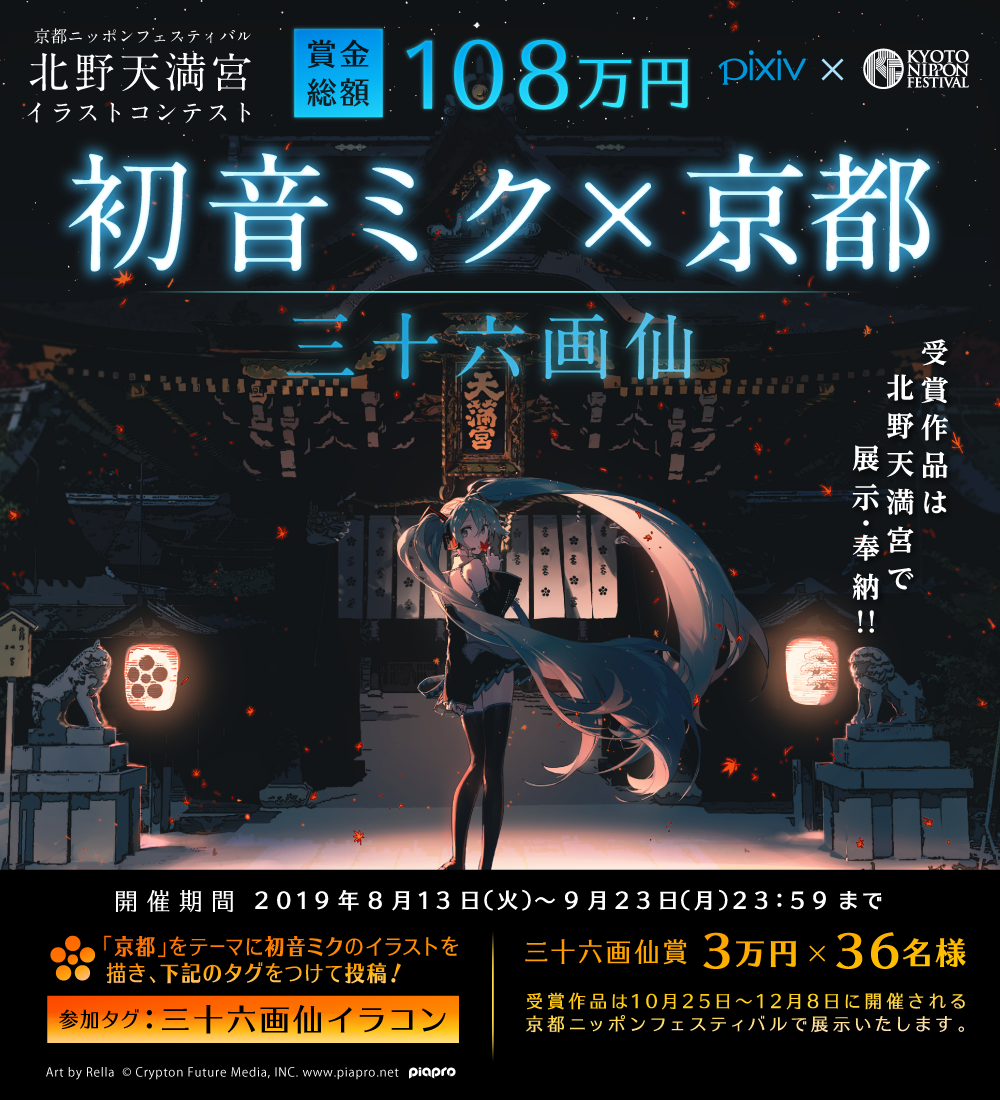 京都ニッポンフェスティバル
北野天満宮
イラストコンテスト
賞金
総額
108万円
pixiv × KYOTO
NIPPON
FESTIVAL
初音ミク×京都
三十六画仙
天満宮
受賞作品は
北野天満宮で
展示・奉納!!
開催期間 2019年8月13日(火)~9月23日(月)23:59まで
「京都」をテーマに初音ミクのイラストを
描き、下記のタグをつけて投稿!
参加タグ:三十六画仙イラコン
三十六画仙賞 3万円×36名様
受賞作品は10月25日~12月8日に開催される
京都ニッポンフェスティバルで展示いたします。
Art by Rella © Crypton Future Media, INC. www.piapro.net piapro